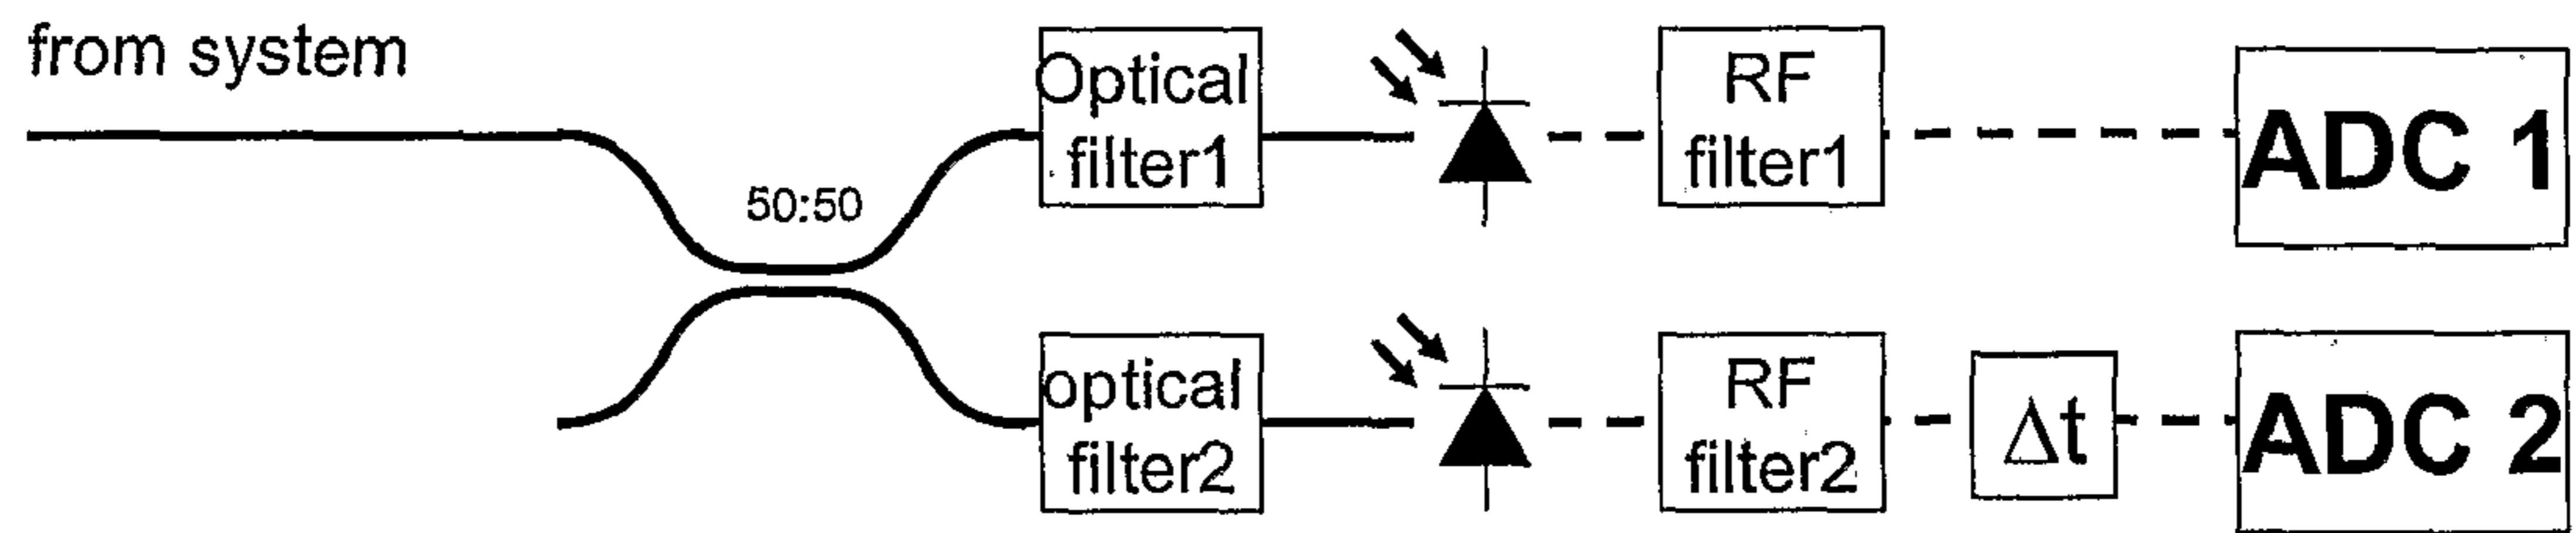 from system
50:50
Optical
filter1
RF
filter1
ADC 1
optical
filter2
RF
filter2
Δt
ADC 2